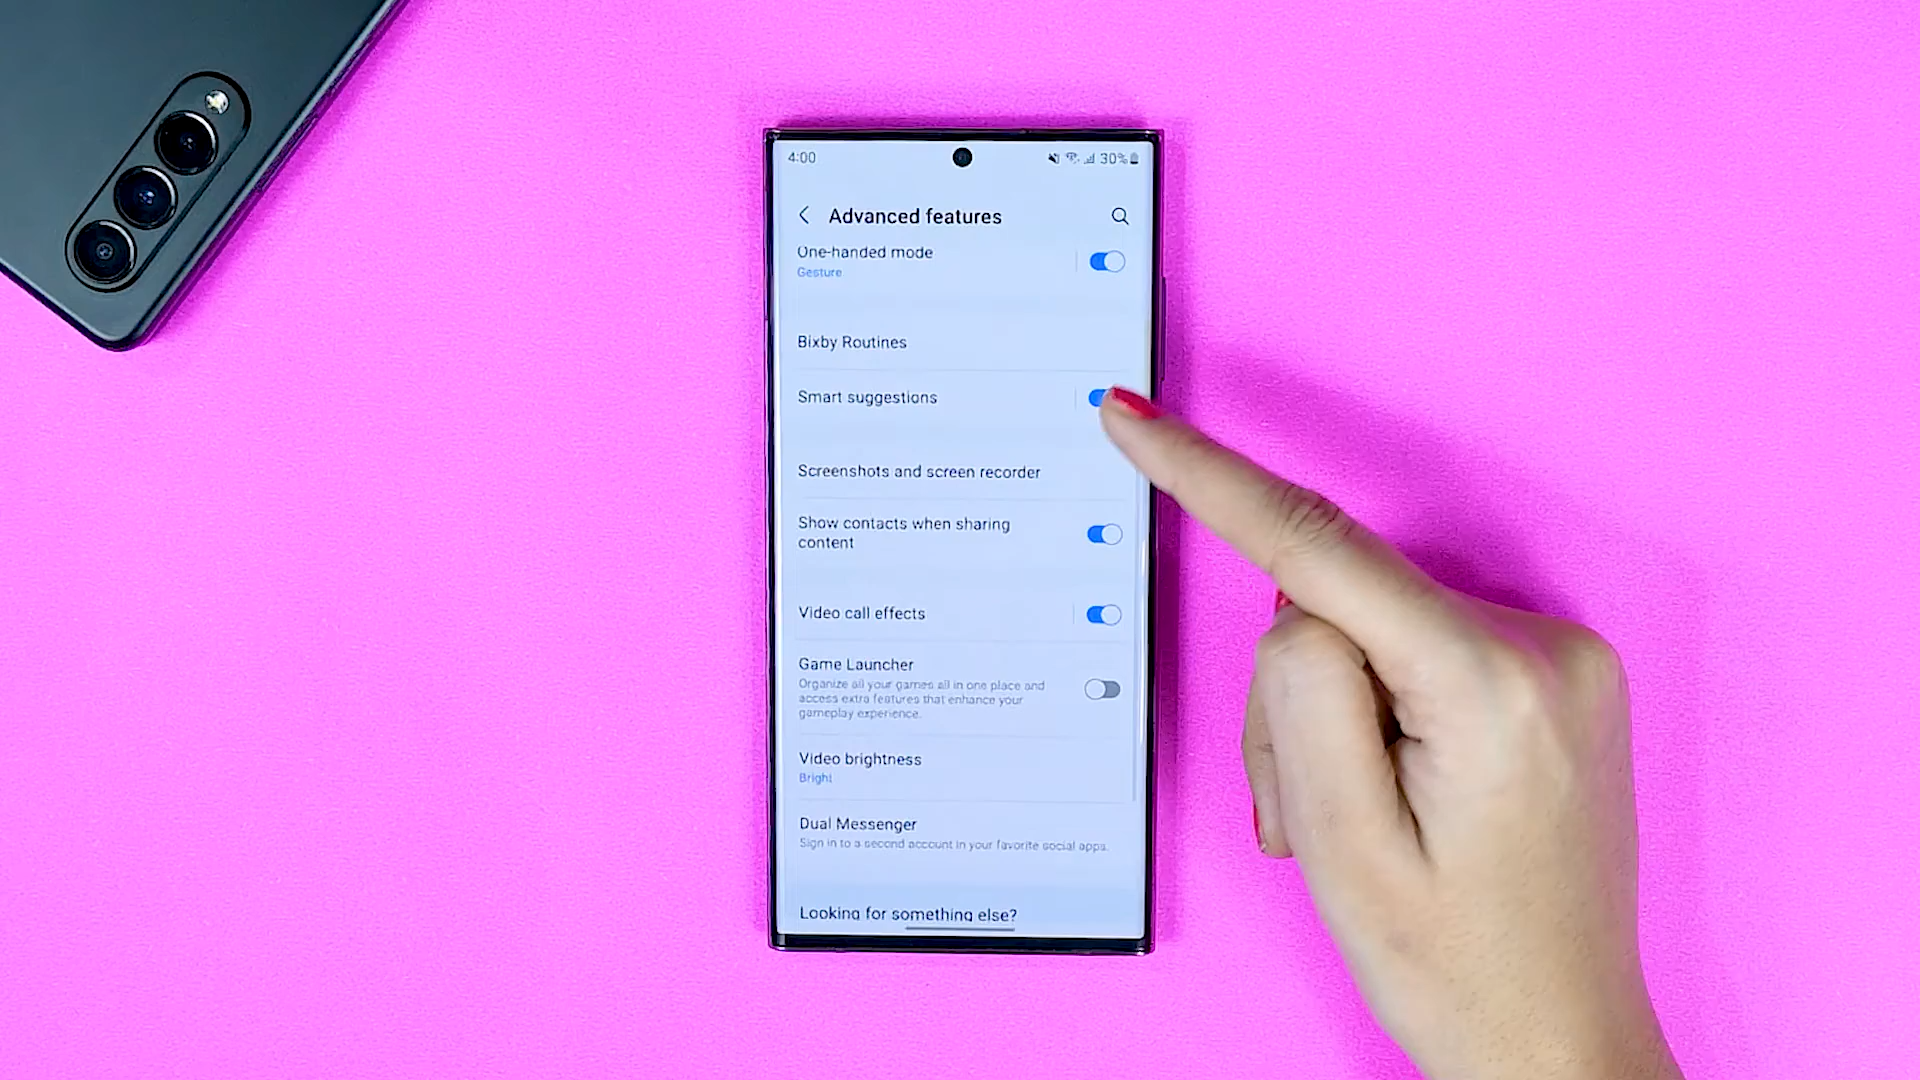 4:00
30%
Advanced features
One-handed mode
Gesture
Bixby Routines
Smart suggestions
Screenshots and screen recorder
Show contacts when sharing
content
Video call effects
Game Launcher
Organize all your games all in one place and
access extra features that enhance your
gameplay experience.
Video brightness
Bright
Dual Messenger
Sign in to a second account in your favorite social apps.
Looking for something else?